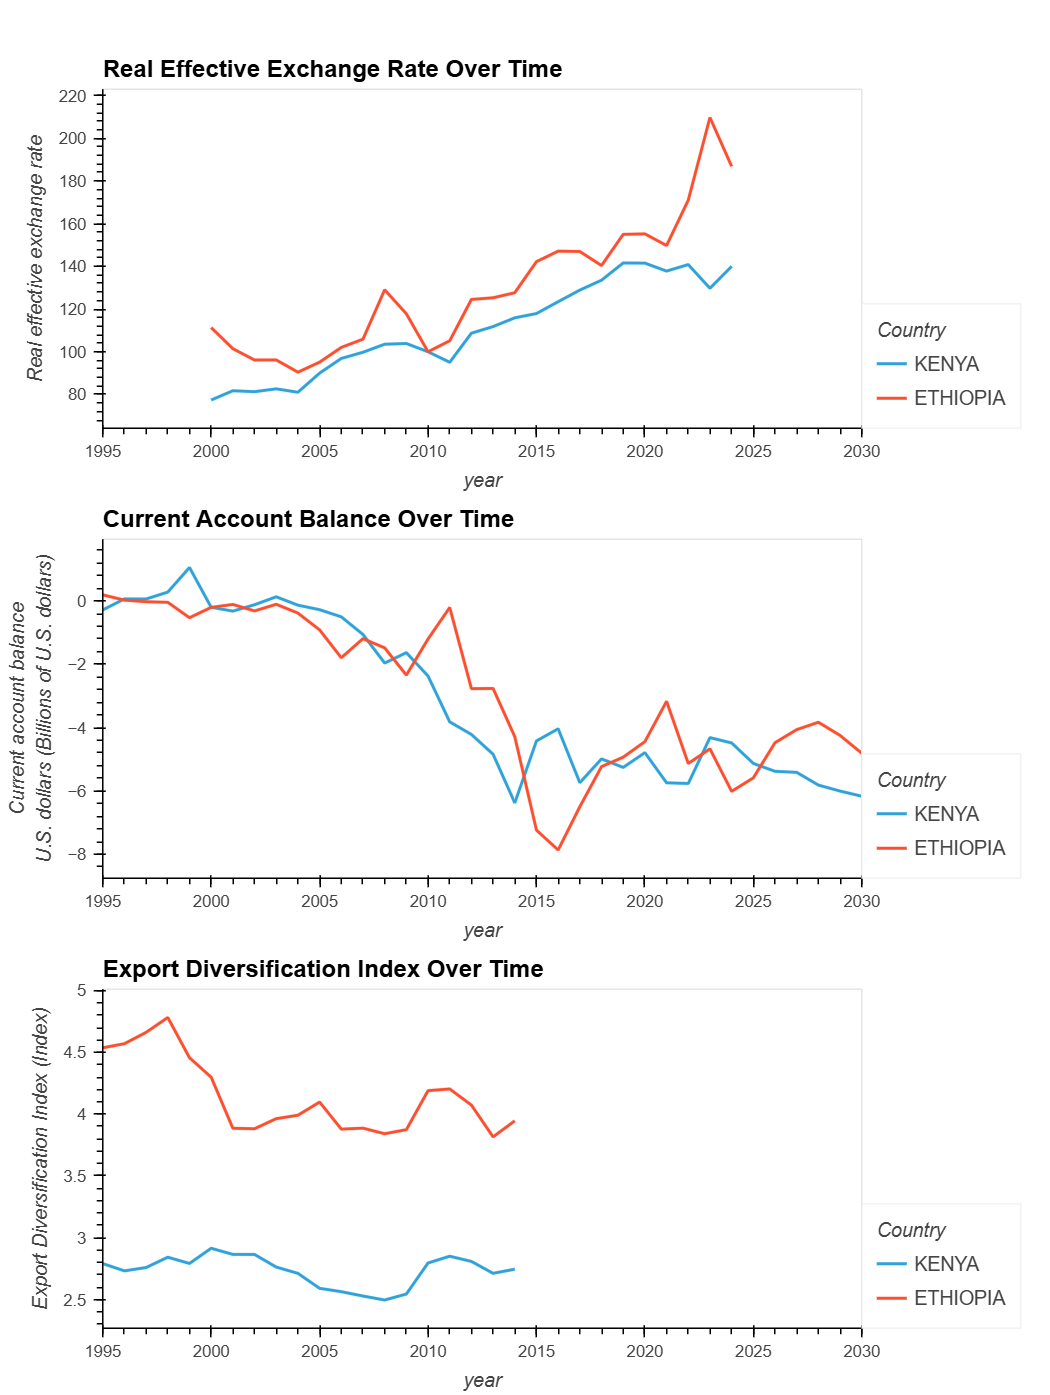 Real Effective Exchange Rate Over Time
Real effective exchange rate
220
200
180
160
140
120
100
80
1995
2000
2005
2010
2015
2020
2025
2030
year
Country
KENYA
ETHIOPIA
Current Account Balance Over Time
Current account balance
U.S. dollars (Billions of U.S. dollars)
0
−2
−4
−6
−8
1995
2000
2005
2010
2015
2020
2025
2030
year
Country
KENYA
ETHIOPIA
Export Diversification Index Over Time
Export Diversification Index (Index)
5
4.5
4
3.5
3
2.5
1995
2000
2005
2010
2015
2020
2025
2030
year
Country
KENYA
ETHIOPIA